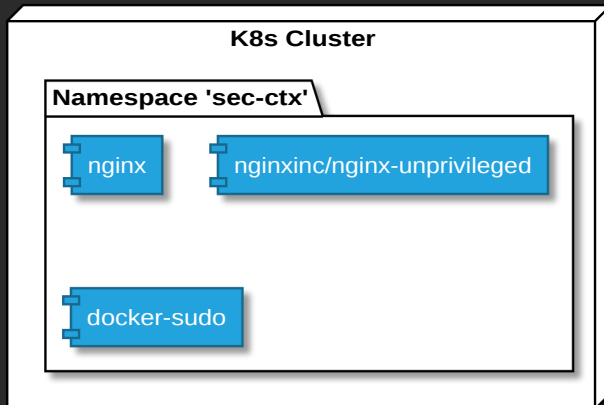 K8s Cluster
Namespace 'sec-ctx'
nginx
nginxinc/nginx-unprivileged
docker-sudo